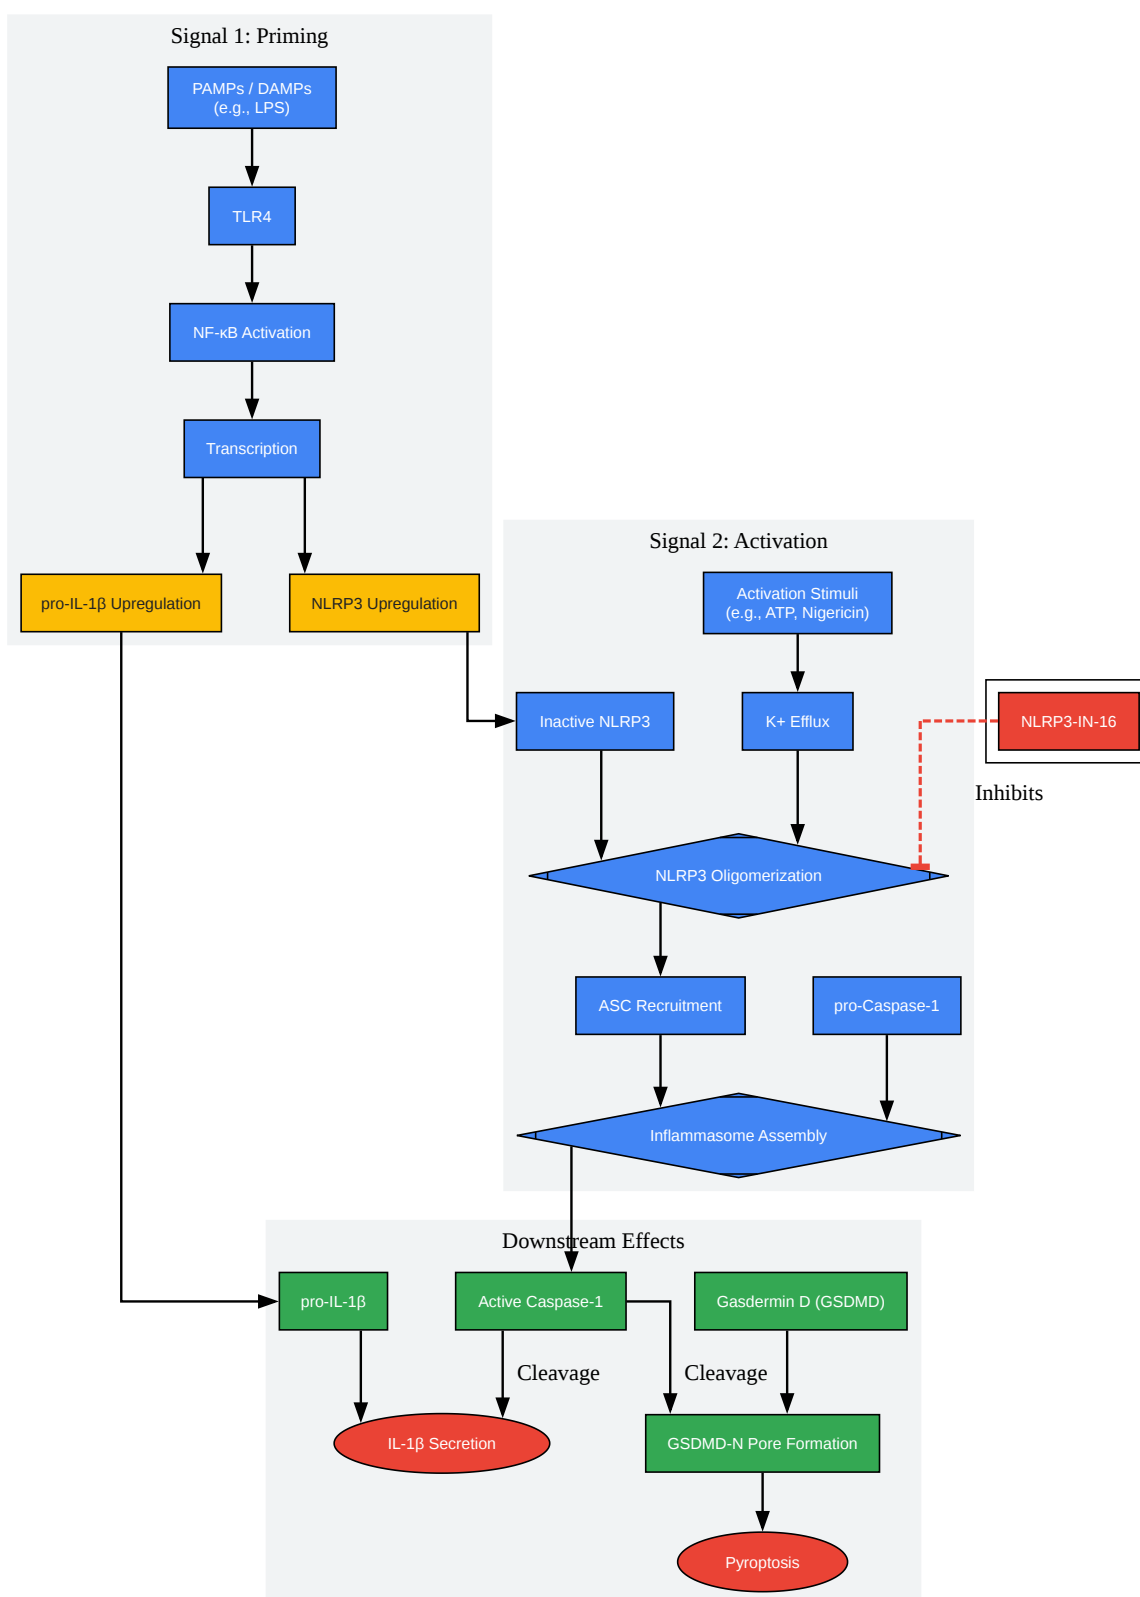 Signal 1: Priming
PAMPs / DAMPs
(e.g., LPS)
TLR4
NF-κB Activation
Transcription
pro-IL-1β Upregulation
NLRP3 Upregulation
Signal 2: Activation
Activation Stimuli
(e.g., ATP, Nigericin)
Inactive NLRP3
K+ Efflux
NLRP3-IN-16
Inhibits
NLRP3 Oligomerization
ASC Recruitment
pro-Caspase-1
Inflammasome Assembly
Downstream Effects
pro-IL-1β
Active Caspase-1
Gasdermin D (GSDMD)
Cleavage
Cleavage
IL-1β Secretion
GSDMD-N Pore Formation
Pyroptosis